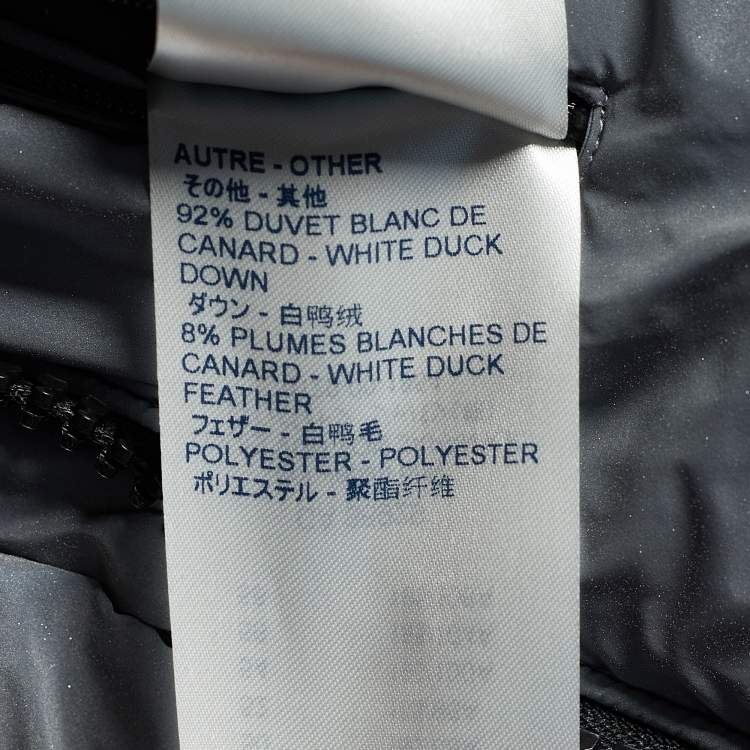 AUTRE - OTHER
その他 - 其他
92% DUVET BLANC DE
CANARD - WHITE DUCK
DOWN
ダウン - 白鸭绒
8% PLUMES BLANCHES DE
CANARD - WHITE DUCK
FEATHER
フェザー - 白鸭毛
POLYESTER - POLYESTER
ポリエステル - 聚酯纤维